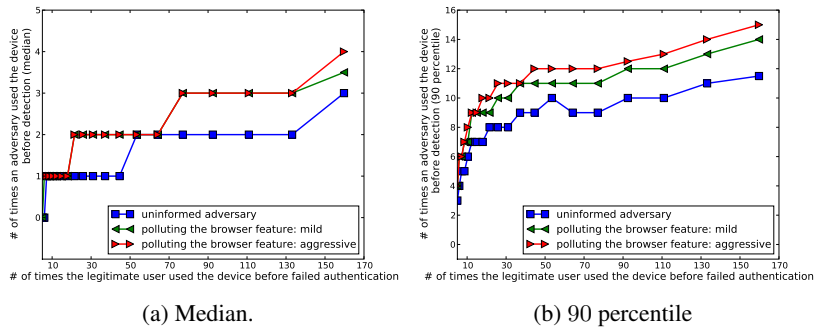 # of times an adversary used the device
before detection (median)
5
4
3
2
1
0
10 30 50 70 90 110 130 150 170
uninformed adversary
polluting the browser feature: mild
polluting the browser feature: aggressive
# of times the legitimate user used the device before failed authentication
(a) Median.
# of times an adversary used the device
before detection (90 percentile)
16
14
12
10
8
6
4
2
0
10 30 50 70 90 110 130 150 170
uninformed adversary
polluting the browser feature: mild
polluting the browser feature: aggressive
# of times the legitimate user used the device before failed authentication
(b) 90 percentile